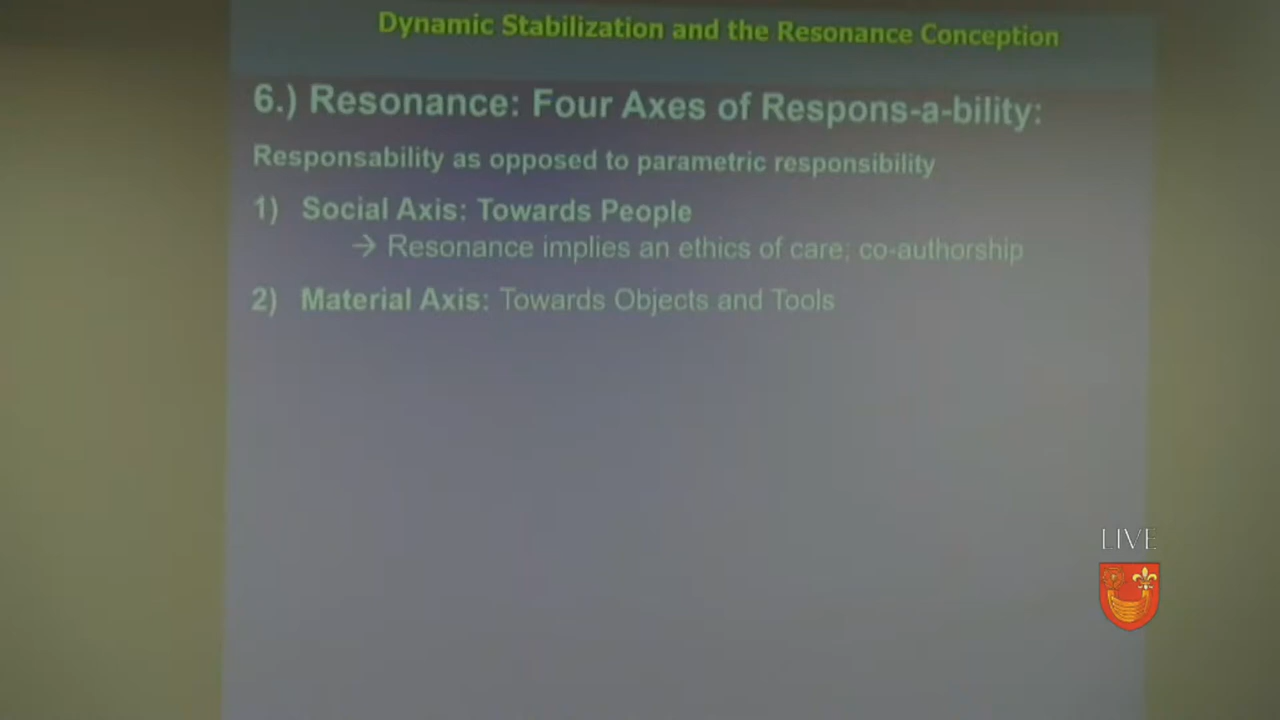 Dynamic Stabilization and the Resonance Conception
6.) Resonance: Four Axes of Respons-a-bility:
Responsability as opposed to parametric responsibility
1) Social Axis: Towards People
→ Resonance implies an ethics of care; co-authorship
2) Material Axis: Towards Objects and Tools
LIVE